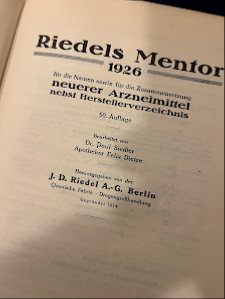 Riedels Mentor
1926
für die Namen sowie für die Zusammensetzung
neuerer Arzneimittel
nebst Herstellerverzeichnis
60. Auflage
Bearbeitet von
Dr. Paul Siedler
Apotheker Felix Dietze
Herausgegeben von der
J. D. Riedel A.-G. Berlin
Chemische Fabrik - Drogengroßhandlung
Gegründet 1814